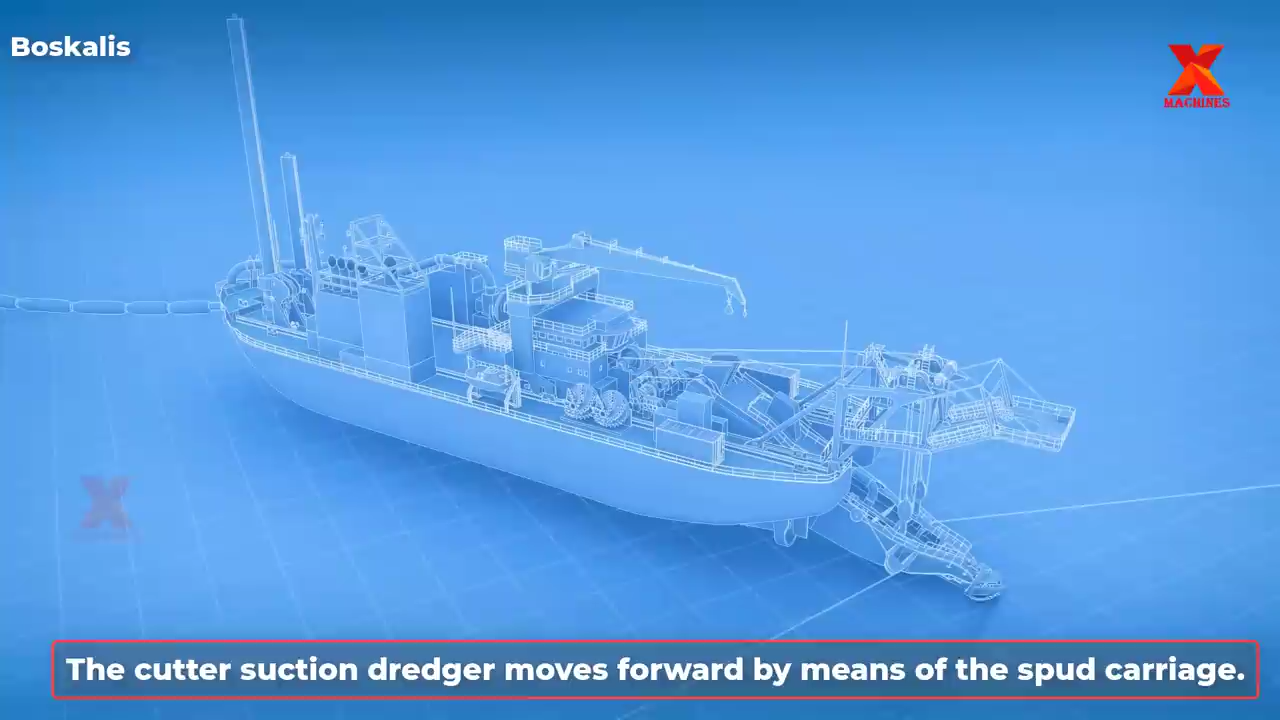 Boskalis
X
MACHINES
X
The cutter suction dredger moves forward by means of the spud carriage.